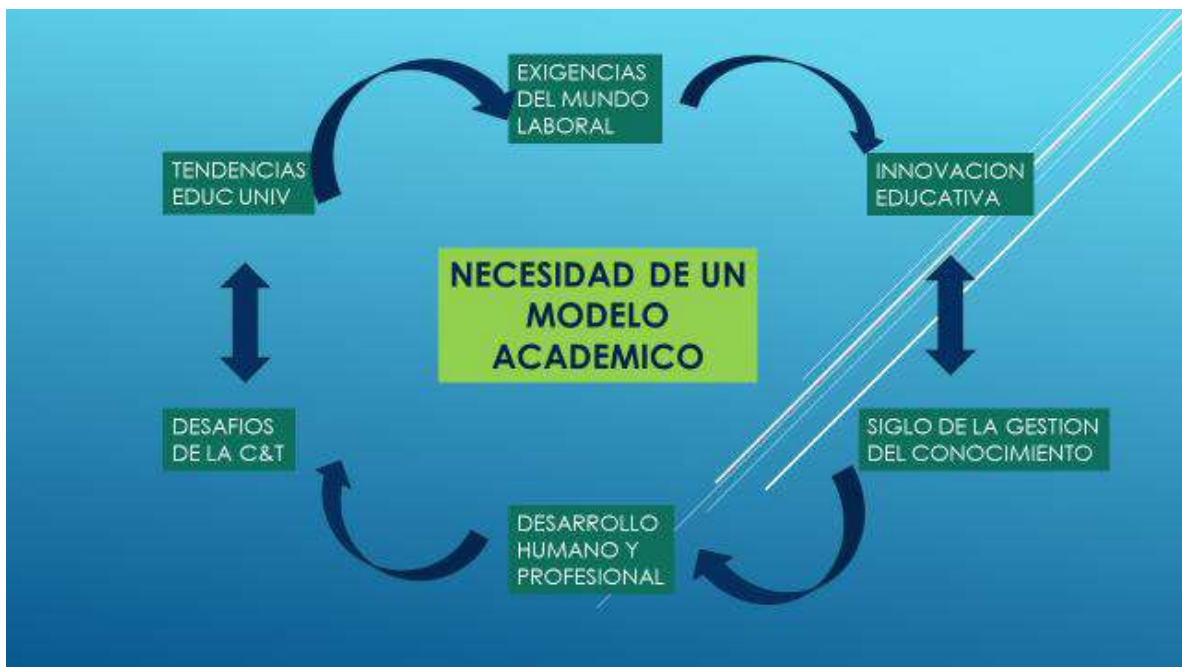 EXIGENCIAS
DEL MUNDO
LABORAL
TENDENCIAS
EDUC UNIV
INNOVACION
EDUCATIVA
NECESIDAD DE UN
MODELO
ACADEMICO
DESAFIOS
DE LA C&T
SIGLO DE LA GESTION
DEL CONOCIMIENTO
DESARROLLO
HUMANO Y
PROFESIONAL